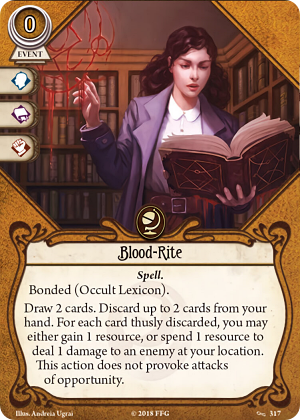 0
EVENT
Blood-Rite
Spell.
Bonded (Occult Lexicon).
Draw 2 cards. Discard up to 2 cards from your
hand. For each card thusly discarded, you may
either gain 1 resource, or spend 1 resource to
deal 1 damage to an enemy at your location.
This action does not provoke attacks
of opportunity.
Illus. Andreia Ugrai
© 2018 FFG
317